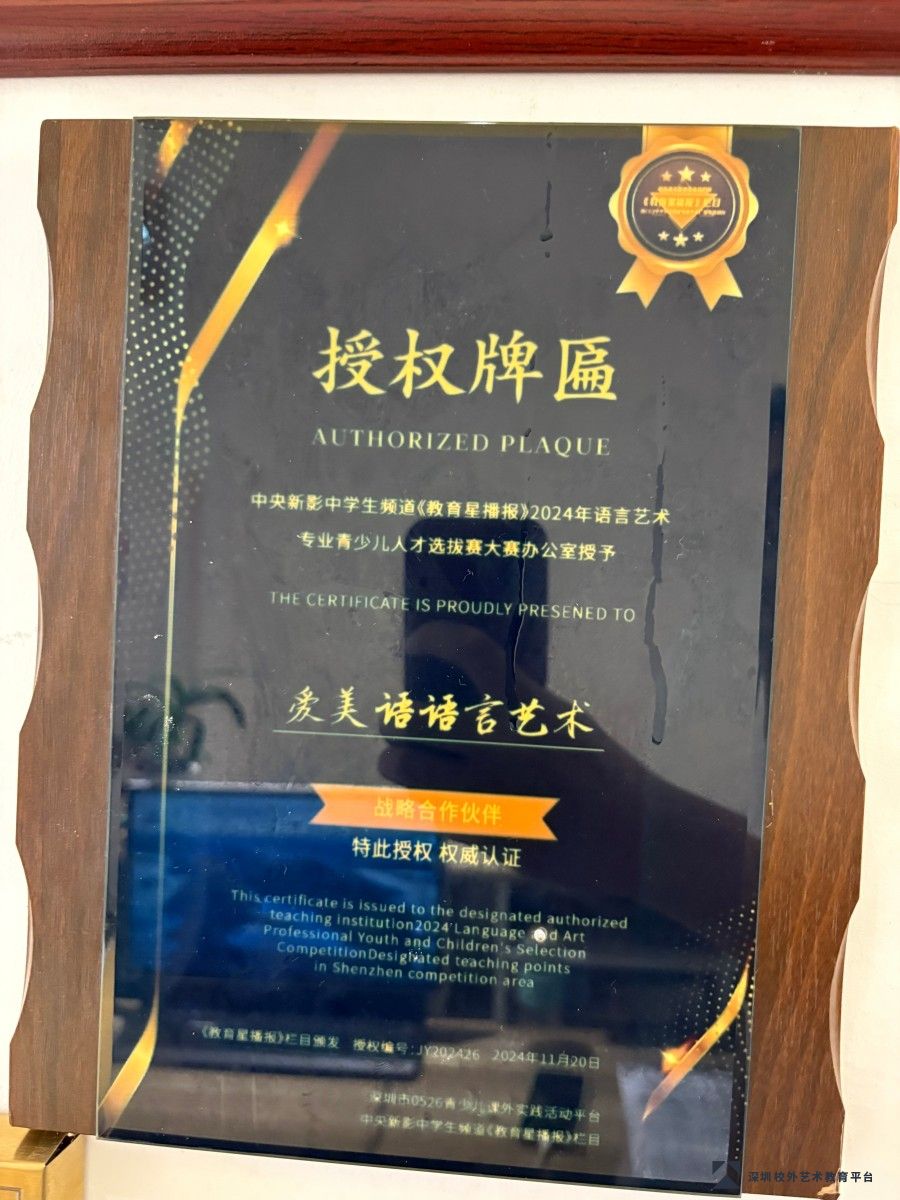 《教育星播报》栏目
授权牌匾
AUTHORIZED PLAQUE
中央新影中学生频道《教育星播报》2024年语言艺术
专业青少儿人才选拔赛大赛办公室授予
THE CERTIFICATE IS PROUDLY PRESENED TO
爱美语语言艺术
战略合作伙伴
特此授权 权威认证
This certificate is issued to the designated authorized
teaching institution2024'Language and Art
Professional Youth and Children's Selection
CompetitionDesignated teaching points
in Shenzhen competition area
《教育星播报》栏目颁发 授权编号:JY202426 2024年11月20日
深圳市0526青少儿课外实践活动平台
中央新影中学生频道《教育星播报》栏目
深圳校外艺术教育平台